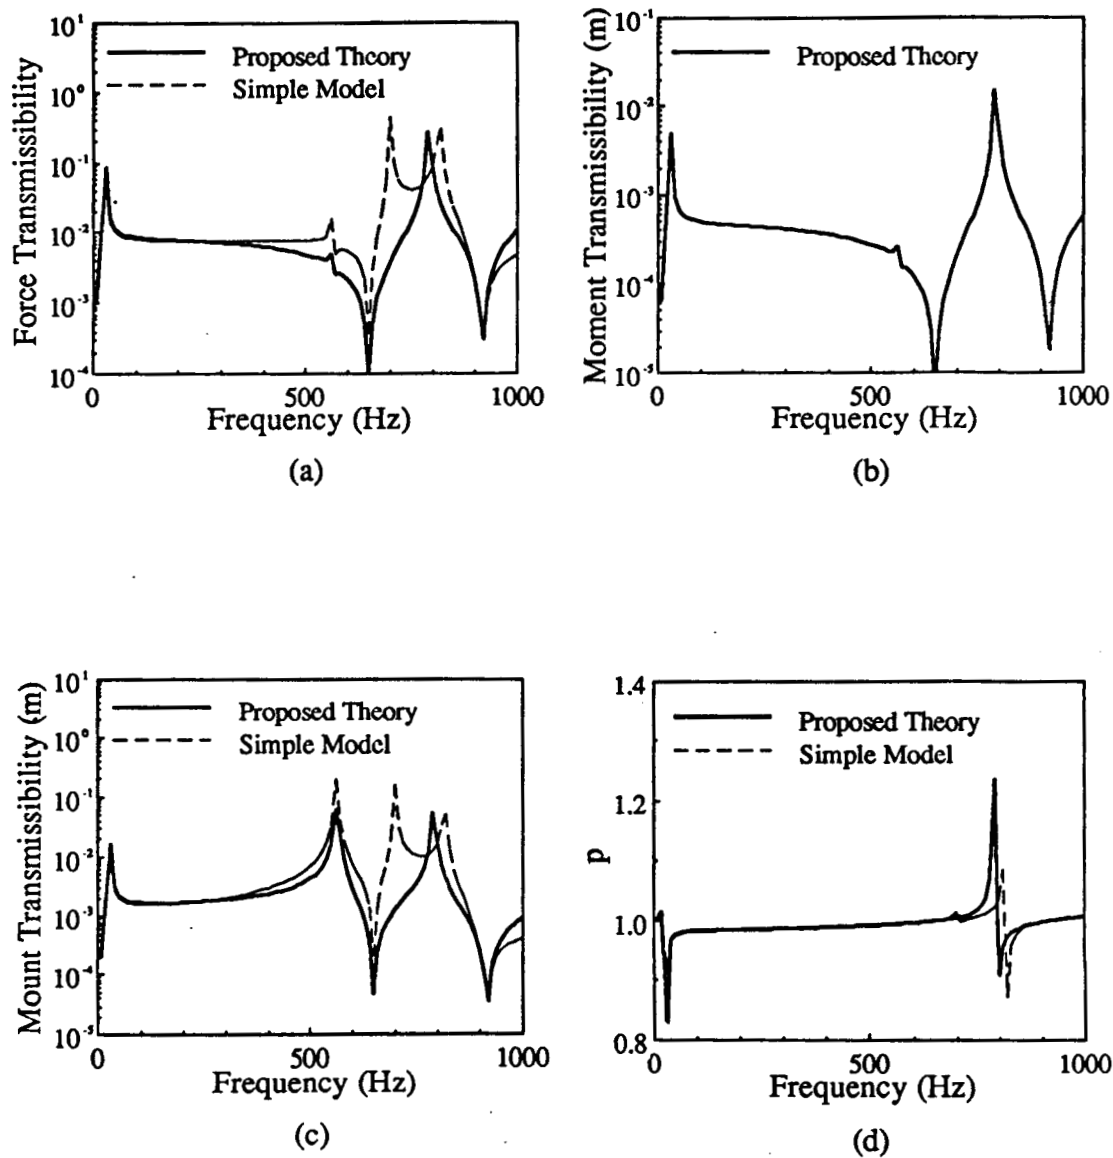 Force Transmissibility
10¹
10⁰
10⁻¹
10⁻²
10⁻³
10⁻⁴
Proposed Theory
Simple Model
0 500 1000
Frequency (Hz)
(a)
Moment Transmissibility (m)
10⁻¹
10⁻²
10⁻³
10⁻⁴
10⁻⁵
Proposed Theory
0 500 1000
Frequency (Hz)
(b)
Mount Transmissibility (m)
10¹
10⁰
10⁻¹
10⁻²
10⁻³
10⁻⁴
10⁻⁵
Proposed Theory
Simple Model
0 500 1000
Frequency (Hz)
(c)
p
1.4
1.2
1.0
0.8
Proposed Theory
Simple Model
0 500 1000
Frequency (Hz)
(d)